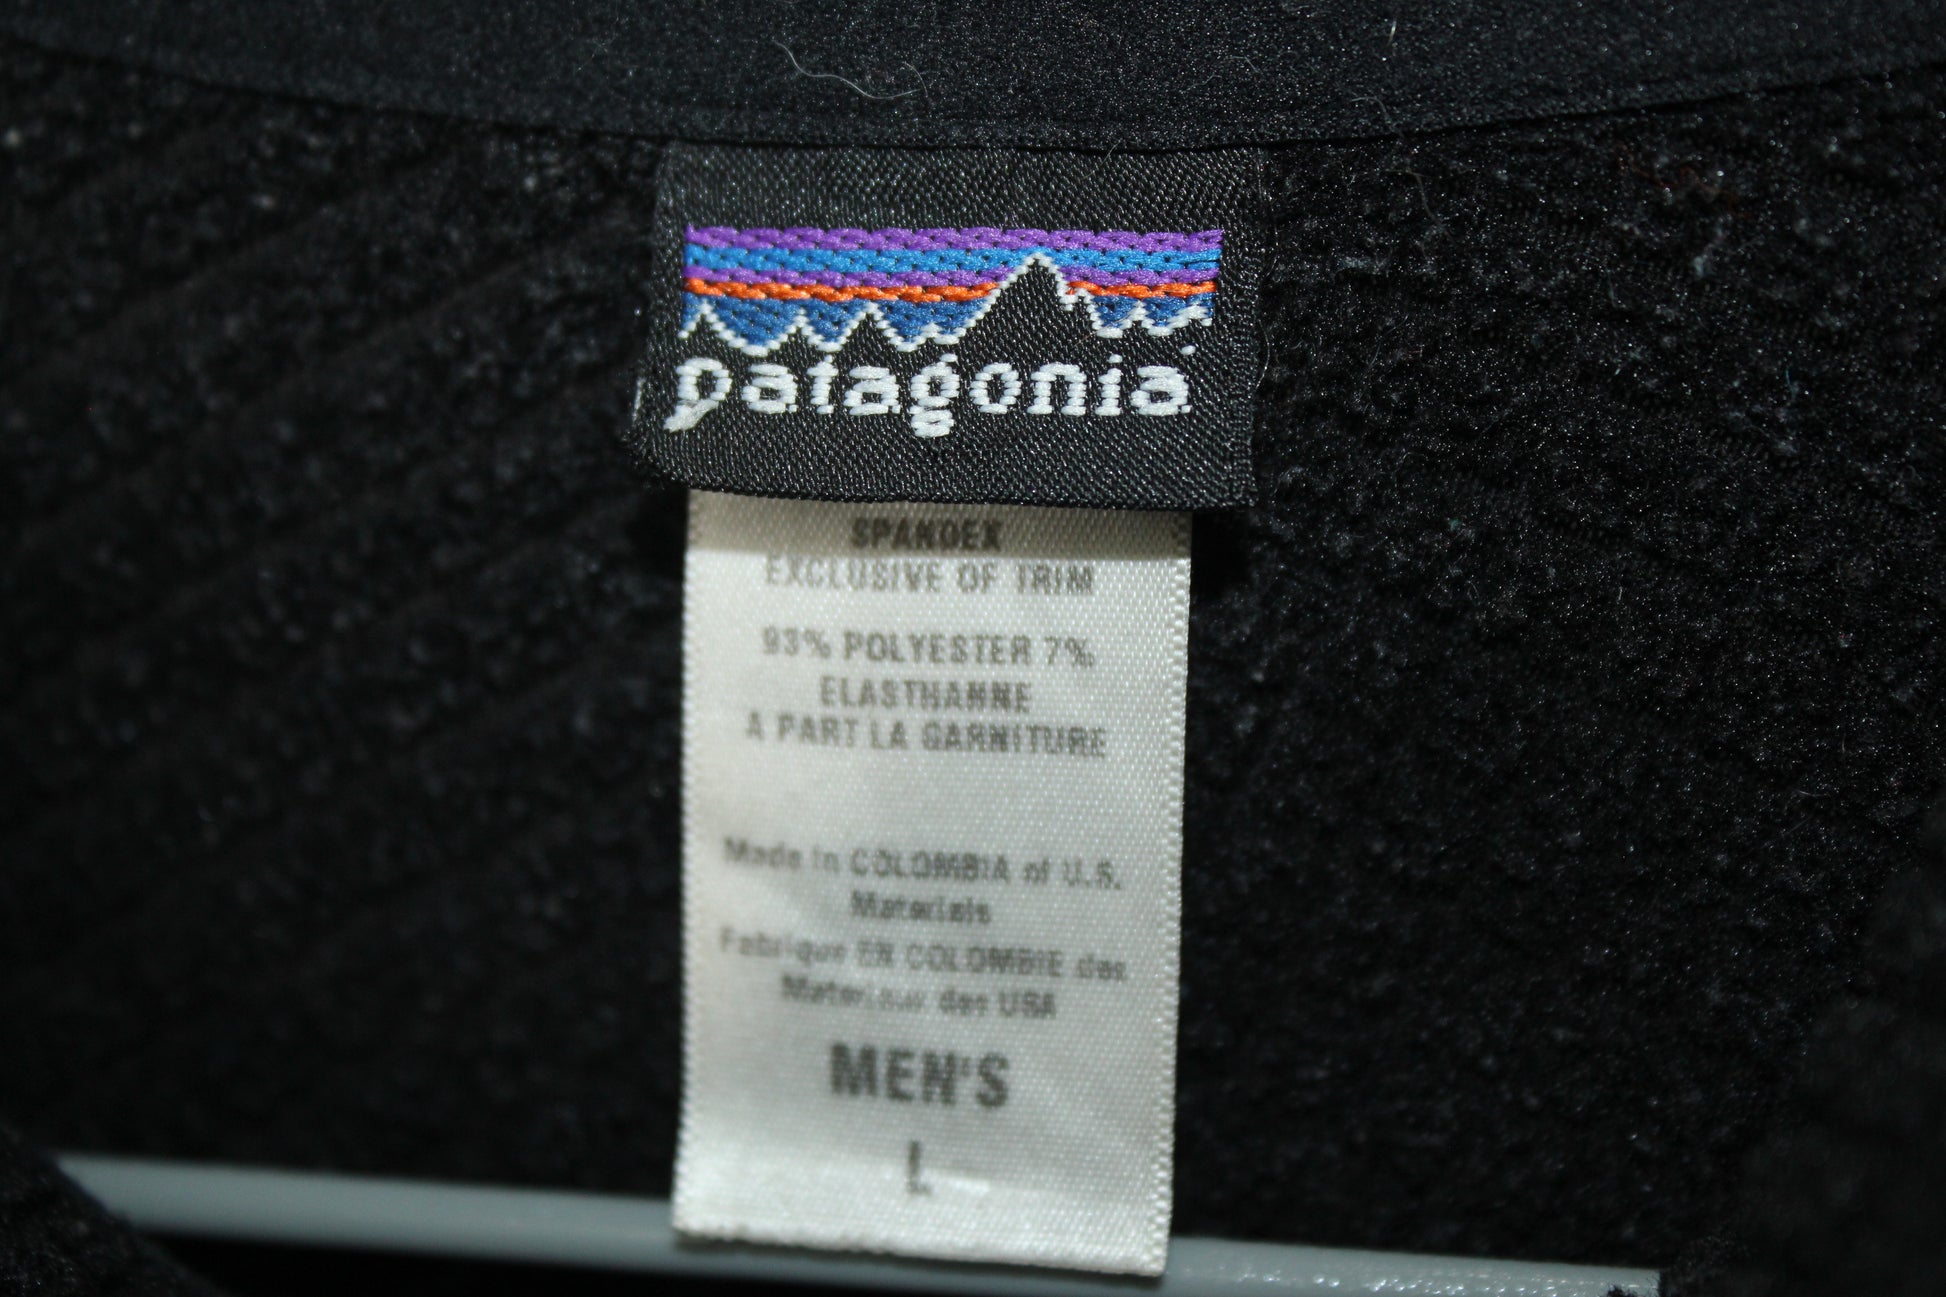 patagonia
SPANDEX
EXCLUSIVE OF TRIM
93% POLYESTER 7%
ELASTHANNE
A PART LA GARNITURE
Made in COLOMBIA of U.S.
Materials
Fabrique EN COLOMBIE des
Materiaur des USA
MEN'S
L